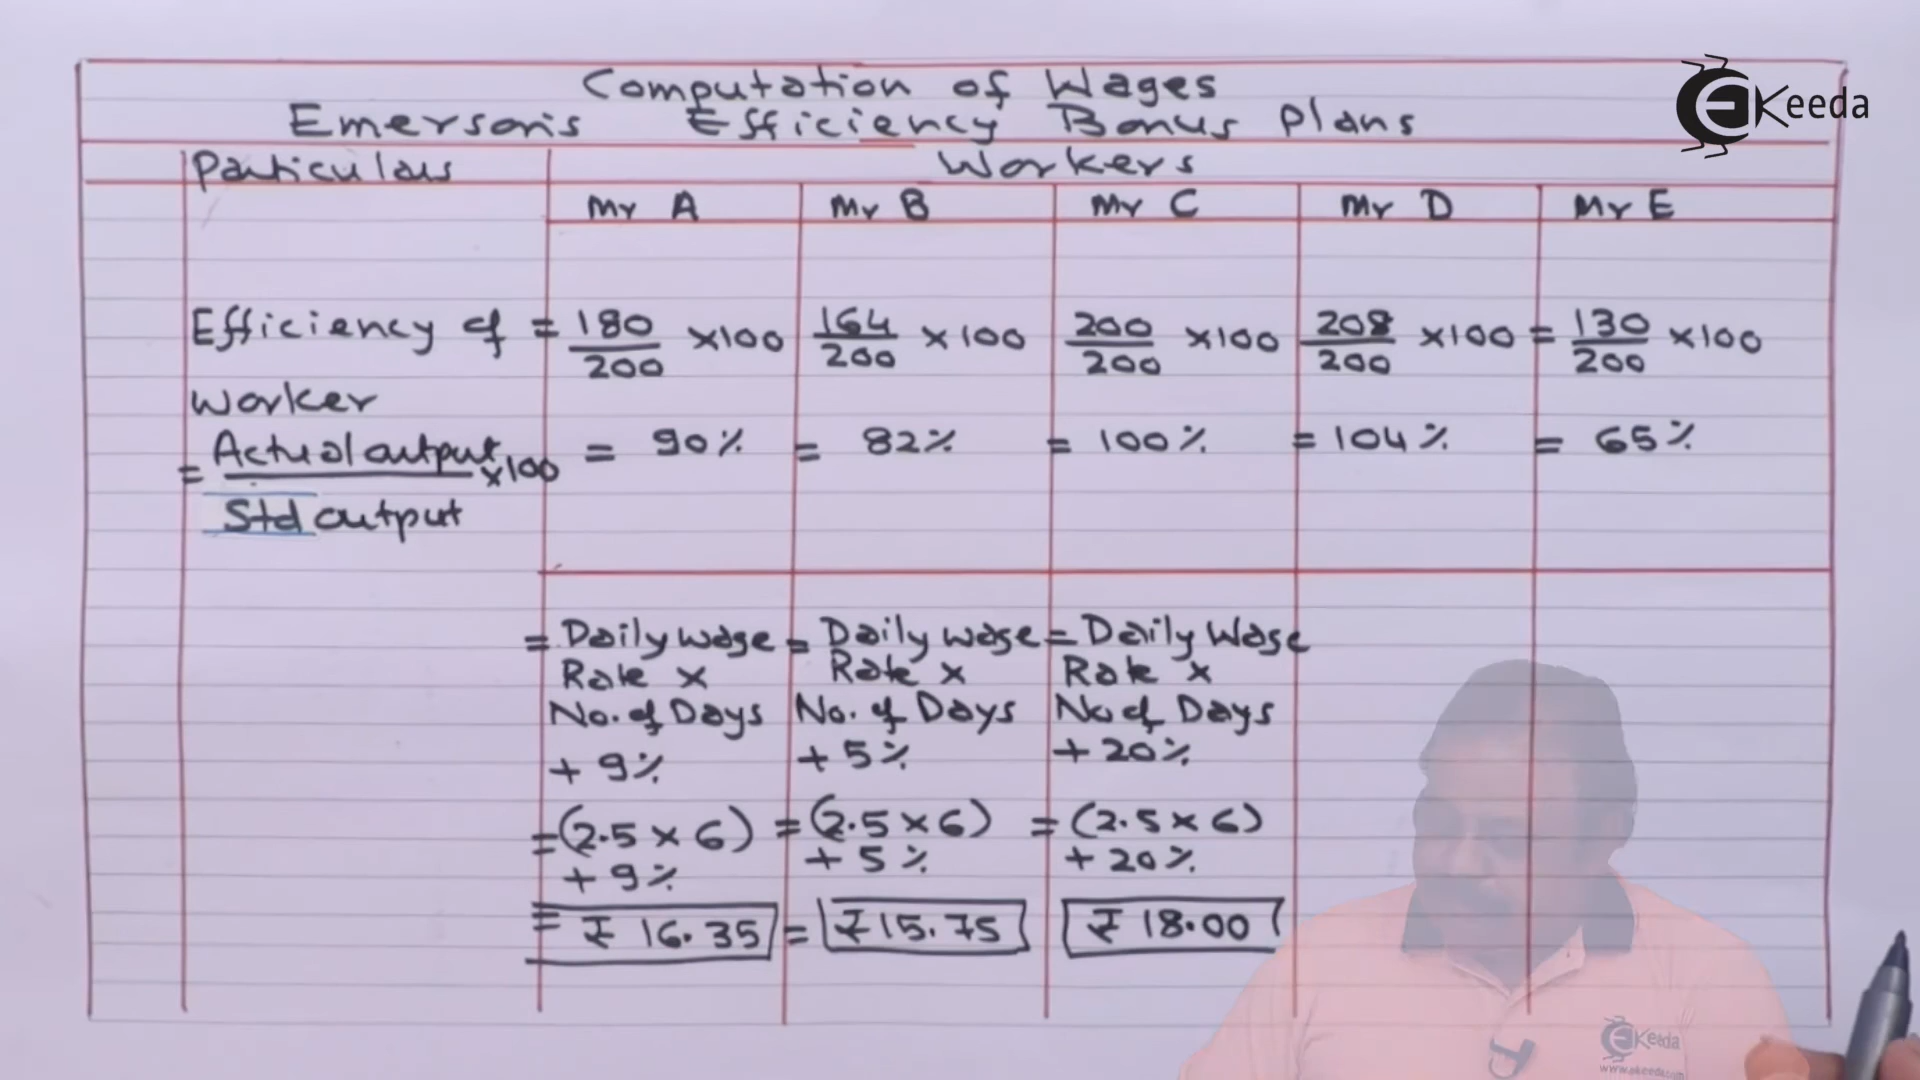 Computation of Wages
Emerson's Efficiency Bonus Plans
Keeda
Particulars
Workers
Mr A
Mr B
Mr C
Mr D
Mr E
Efficiency of
Worker
= Actual output ×100
Std output
= 180 ×100
200
= 90%
164 ×100
200
= 82%
200 ×100
200
= 100%
208 ×100
200
= 104%
= 130 ×100
200
= 65%
= Daily wage
Rate ×
No. of Days
+ 9%
= (2.5 × 6)
+ 9%
= ₹ 16.35
= Daily wage
Rate ×
No. of Days
+ 5%
= (2.5 × 6)
+ 5%
= ₹ 15.75
= Daily Wage
Rate ×
No of Days
+ 20%
= (2.5 × 6)
+ 20%
₹ 18.00
Keeda
www.ekeeda.com